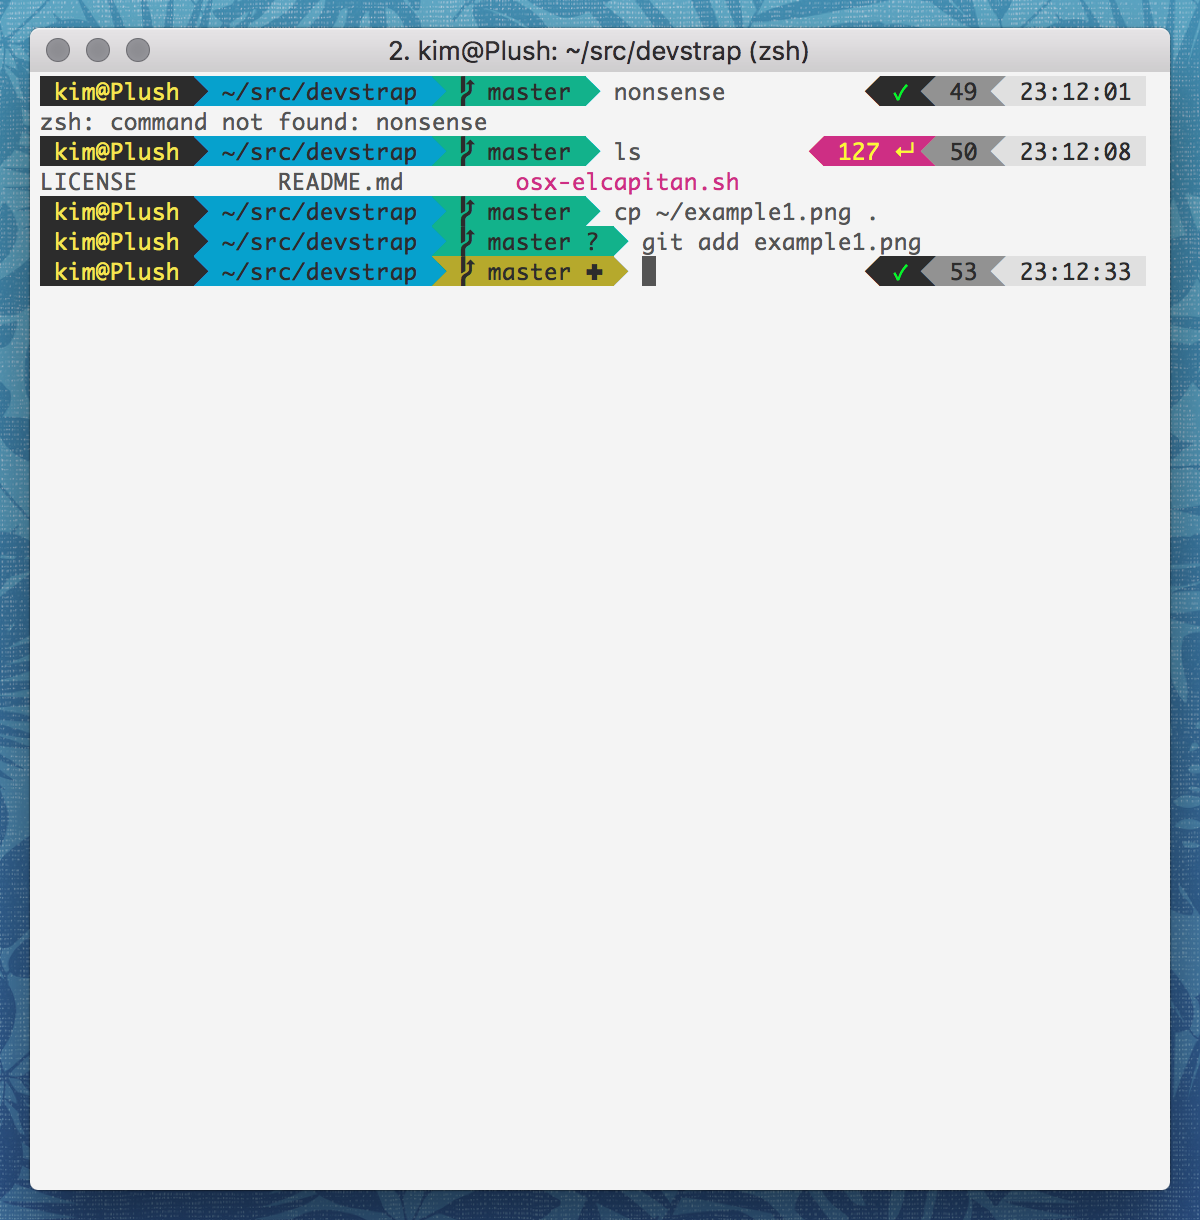 2. kim@Plush: ~/src/devstrap (zsh)
kim@Plush ~/src/devstrap master nonsense ✓ 49 23:12:01
zsh: command not found: nonsense
kim@Plush ~/src/devstrap master ls 127 ↵ 50 23:12:08
LICENSE README.md osx-elcapitan.sh
kim@Plush ~/src/devstrap master cp ~/example1.png .
kim@Plush ~/src/devstrap master ? git add example1.png
kim@Plush ~/src/devstrap master ✚ ✓ 53 23:12:33